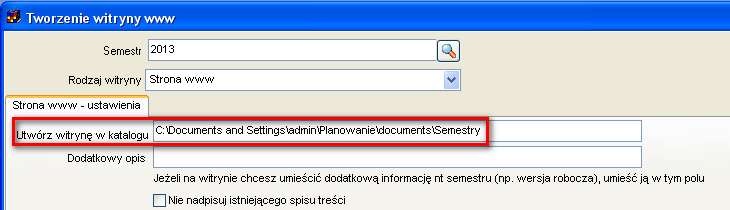 Tworzenie witryny www
Semestr 2013
Rodzaj witryny Strona www
Strona www - ustawienia
Utwórz witrynę w katalogu C:\Documents and Settings\admin\Planowanie\documents\Semestry
Dodatkowy opis
Jeżeli na witrynie chcesz umieścić dodatkową informację nt semestru (np. wersja robocza), umieść ją w tym polu
Nie nadpisuj istniejącego spisu treści